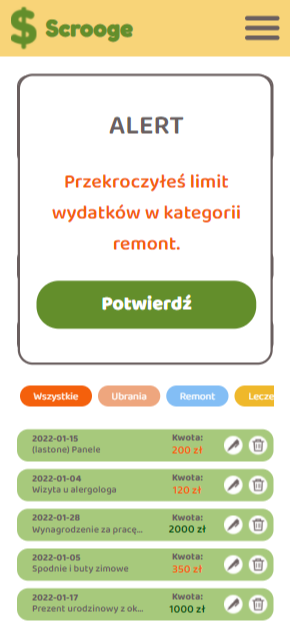 $ Scrooge
ALERT
Przekroczyłeś limit
wydatków w kategorii
remont.
Potwierdź
Wszystkie Ubrania Remont Lecze
2022-01-15 Kwota:
(lastone) Panele 200 zł
2022-01-04 Kwota:
Wizyta u alergologa 120 zł
2022-01-28 Kwota:
Wynagrodzenie za pracę... 2000 zł
2022-01-05 Kwota:
Spodnie i buty zimowe 350 zł
2022-01-17 Kwota:
Prezent urodzinowy z ok... 1000 zł